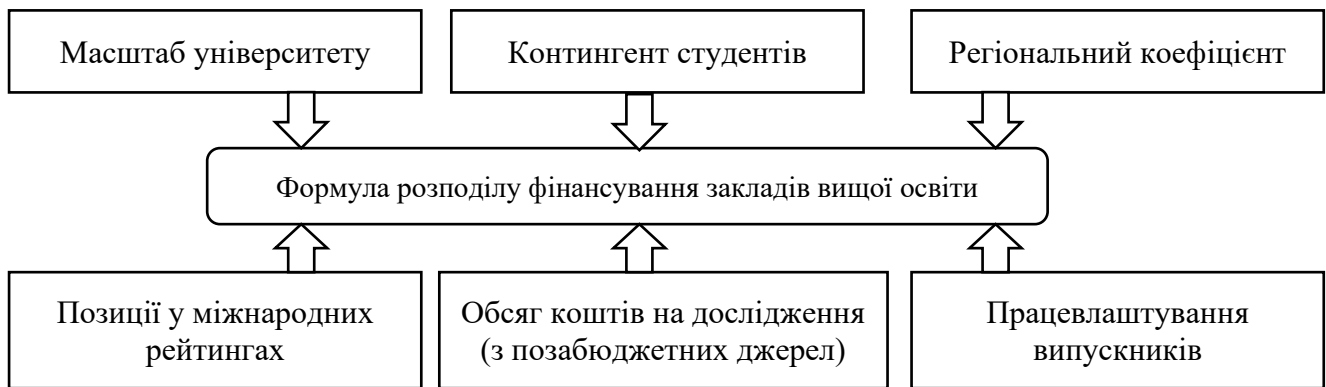 Масштаб університету
Контингент студентів
Регіональний коефіцієнт
Формула розподілу фінансування закладів вищої освіти
Позиції у міжнародних
рейтингах
Обсяг коштів на дослідження
(з позабюджетних джерел)
Працевлаштування
випускників